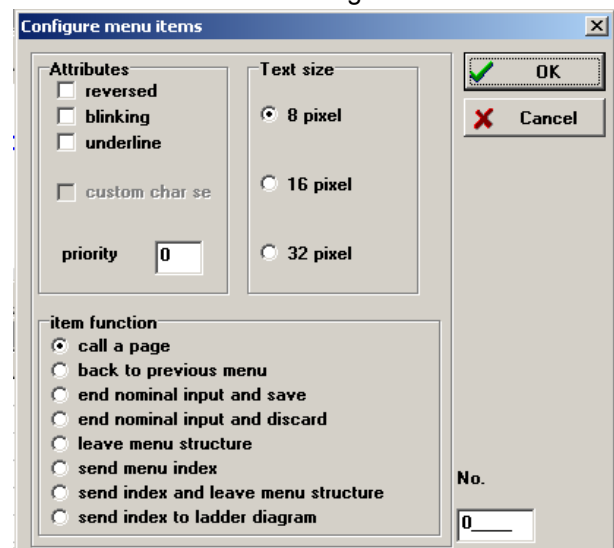 Configure menu items
Attributes
reversed
blinking
underline
custom char se
priority 0
Text size
8 pixel
16 pixel
32 pixel
OK
Cancel
item function
call a page
back to previous menu
end nominal input and save
end nominal input and discard
leave menu structure
send menu index
send index and leave menu structure
send index to ladder diagram
No.
0____